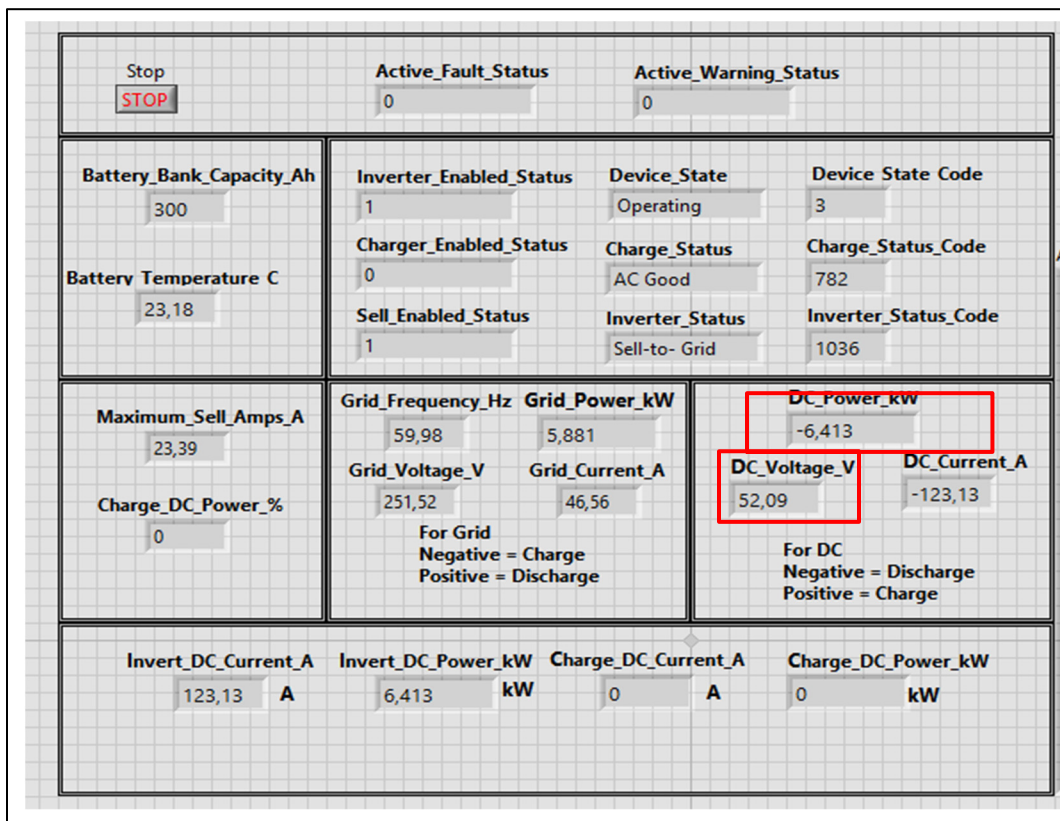 Stop
STOP
Active_Fault_Status
0
Active_Warning_Status
0
Battery_Bank_Capacity_Ah
300
Battery Temperature C
23,18
Inverter_Enabled_Status
1
Device_State
Operating
Device State Code
3
Charger_Enabled_Status
0
Charge_Status
AC Good
Charge_Status_Code
782
Sell_Enabled_Status
1
Inverter_Status
Sell-to- Grid
Inverter_Status_Code
1036
Maximum_Sell_Amps_A
23,39
Charge_DC_Power_%
0
Grid_Frequency_Hz
59,98
Grid_Power_kW
5,881
Grid_Voltage_V
251,52
Grid_Current_A
46,56
For Grid
Negative = Charge
Positive = Discharge
DC_Power_kW
-6,413
DC_Voltage_V
52,09
DC_Current_A
-123,13
For DC
Negative = Discharge
Positive = Charge
Invert_DC_Current_A
123,13 A
Invert_DC_Power_kW
6,413 kW
Charge_DC_Current_A
0 A
Charge_DC_Power_kW
0 kW